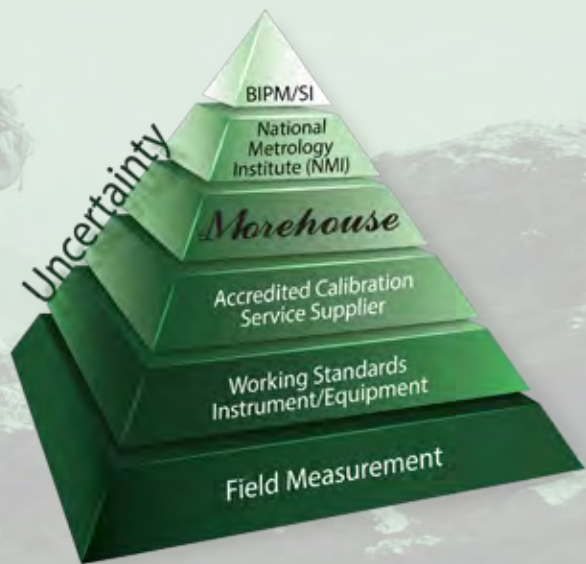 BIPM/SI
National
Metrology
Institute (NMI)
Morehouse
Accredited Calibration
Service Supplier
Working Standards
Instrument/Equipment
Field Measurement
Uncertainty